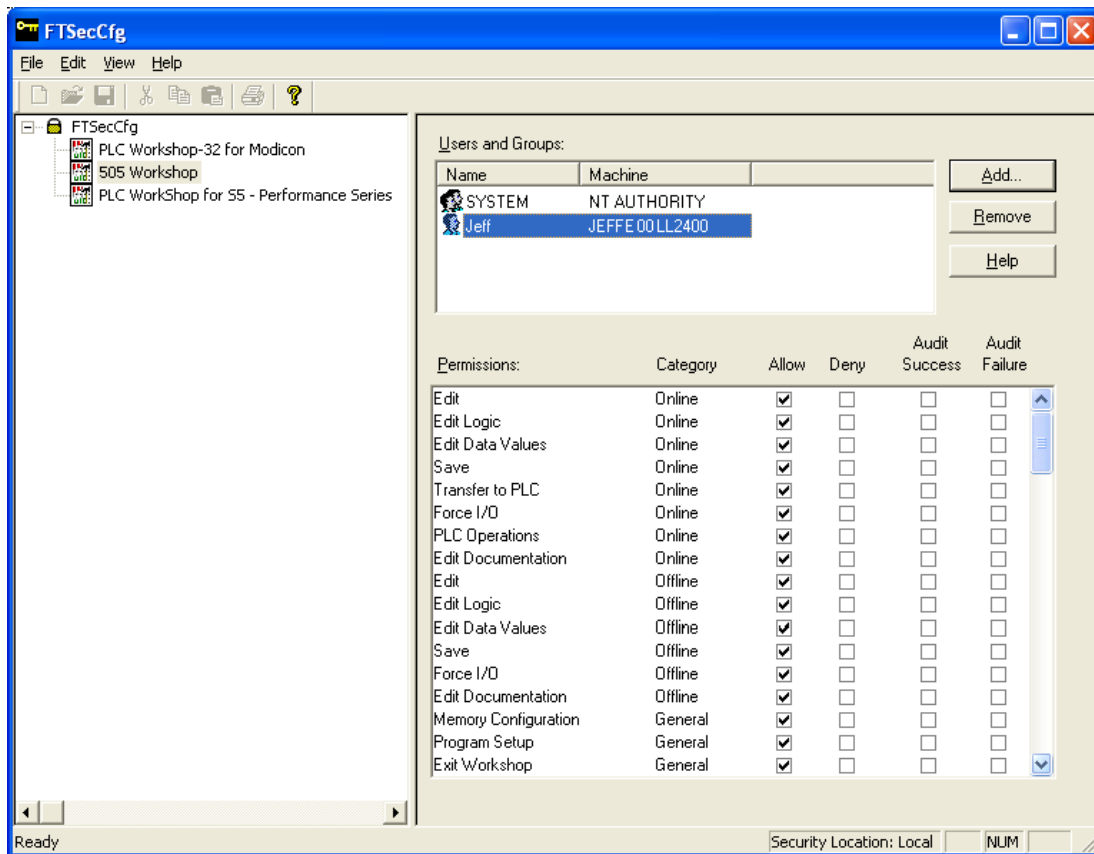 FTSecCfg
File Edit View Help
FTSecCfg
PLC Workshop-32 for Modicon
505 Workshop
PLC WorkShop for S5 - Performance Series
Users and Groups:
Name Machine
SYSTEM NT AUTHORITY
Jeff JEFFE00LL2400
Add...
Remove
Help
Permissions: Category Allow Deny Audit Success Audit Failure
Edit Online
Edit Logic Online
Edit Data Values Online
Save Online
Transfer to PLC Online
Force I/O Online
PLC Operations Online
Edit Documentation Online
Edit Offline
Edit Logic Offline
Edit Data Values Offline
Save Offline
Force I/O Offline
Edit Documentation Offline
Memory Configuration General
Program Setup General
Exit Workshop General
Ready Security Location: Local NUM